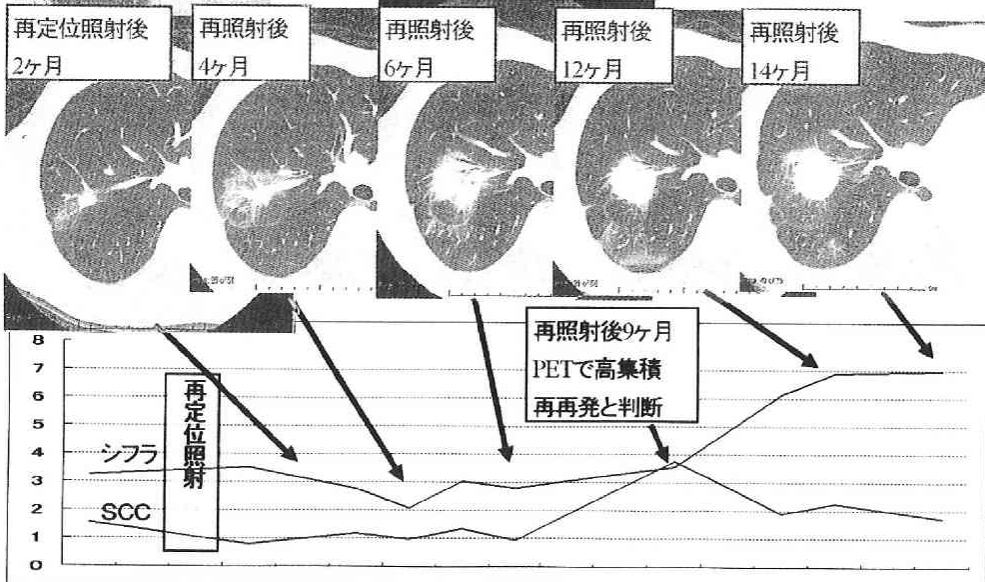 再定位照射後
2ヶ月
再照射後
4ヶ月
再照射後
6ヶ月
再照射後
12ヶ月
再照射後
14ヶ月
再照射後9ヶ月
PETで高集積
再再発と判断
8
7
6
5
4
3
2
1
0
再定位照射
シフラ
SCC